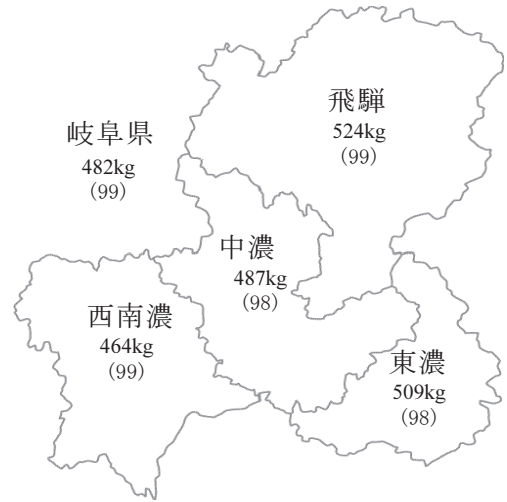 岐阜県
482kg
(99)
飛騨
524kg
(99)
中濃
487kg
(98)
西南濃
464kg
(99)
東濃
509kg
(98)